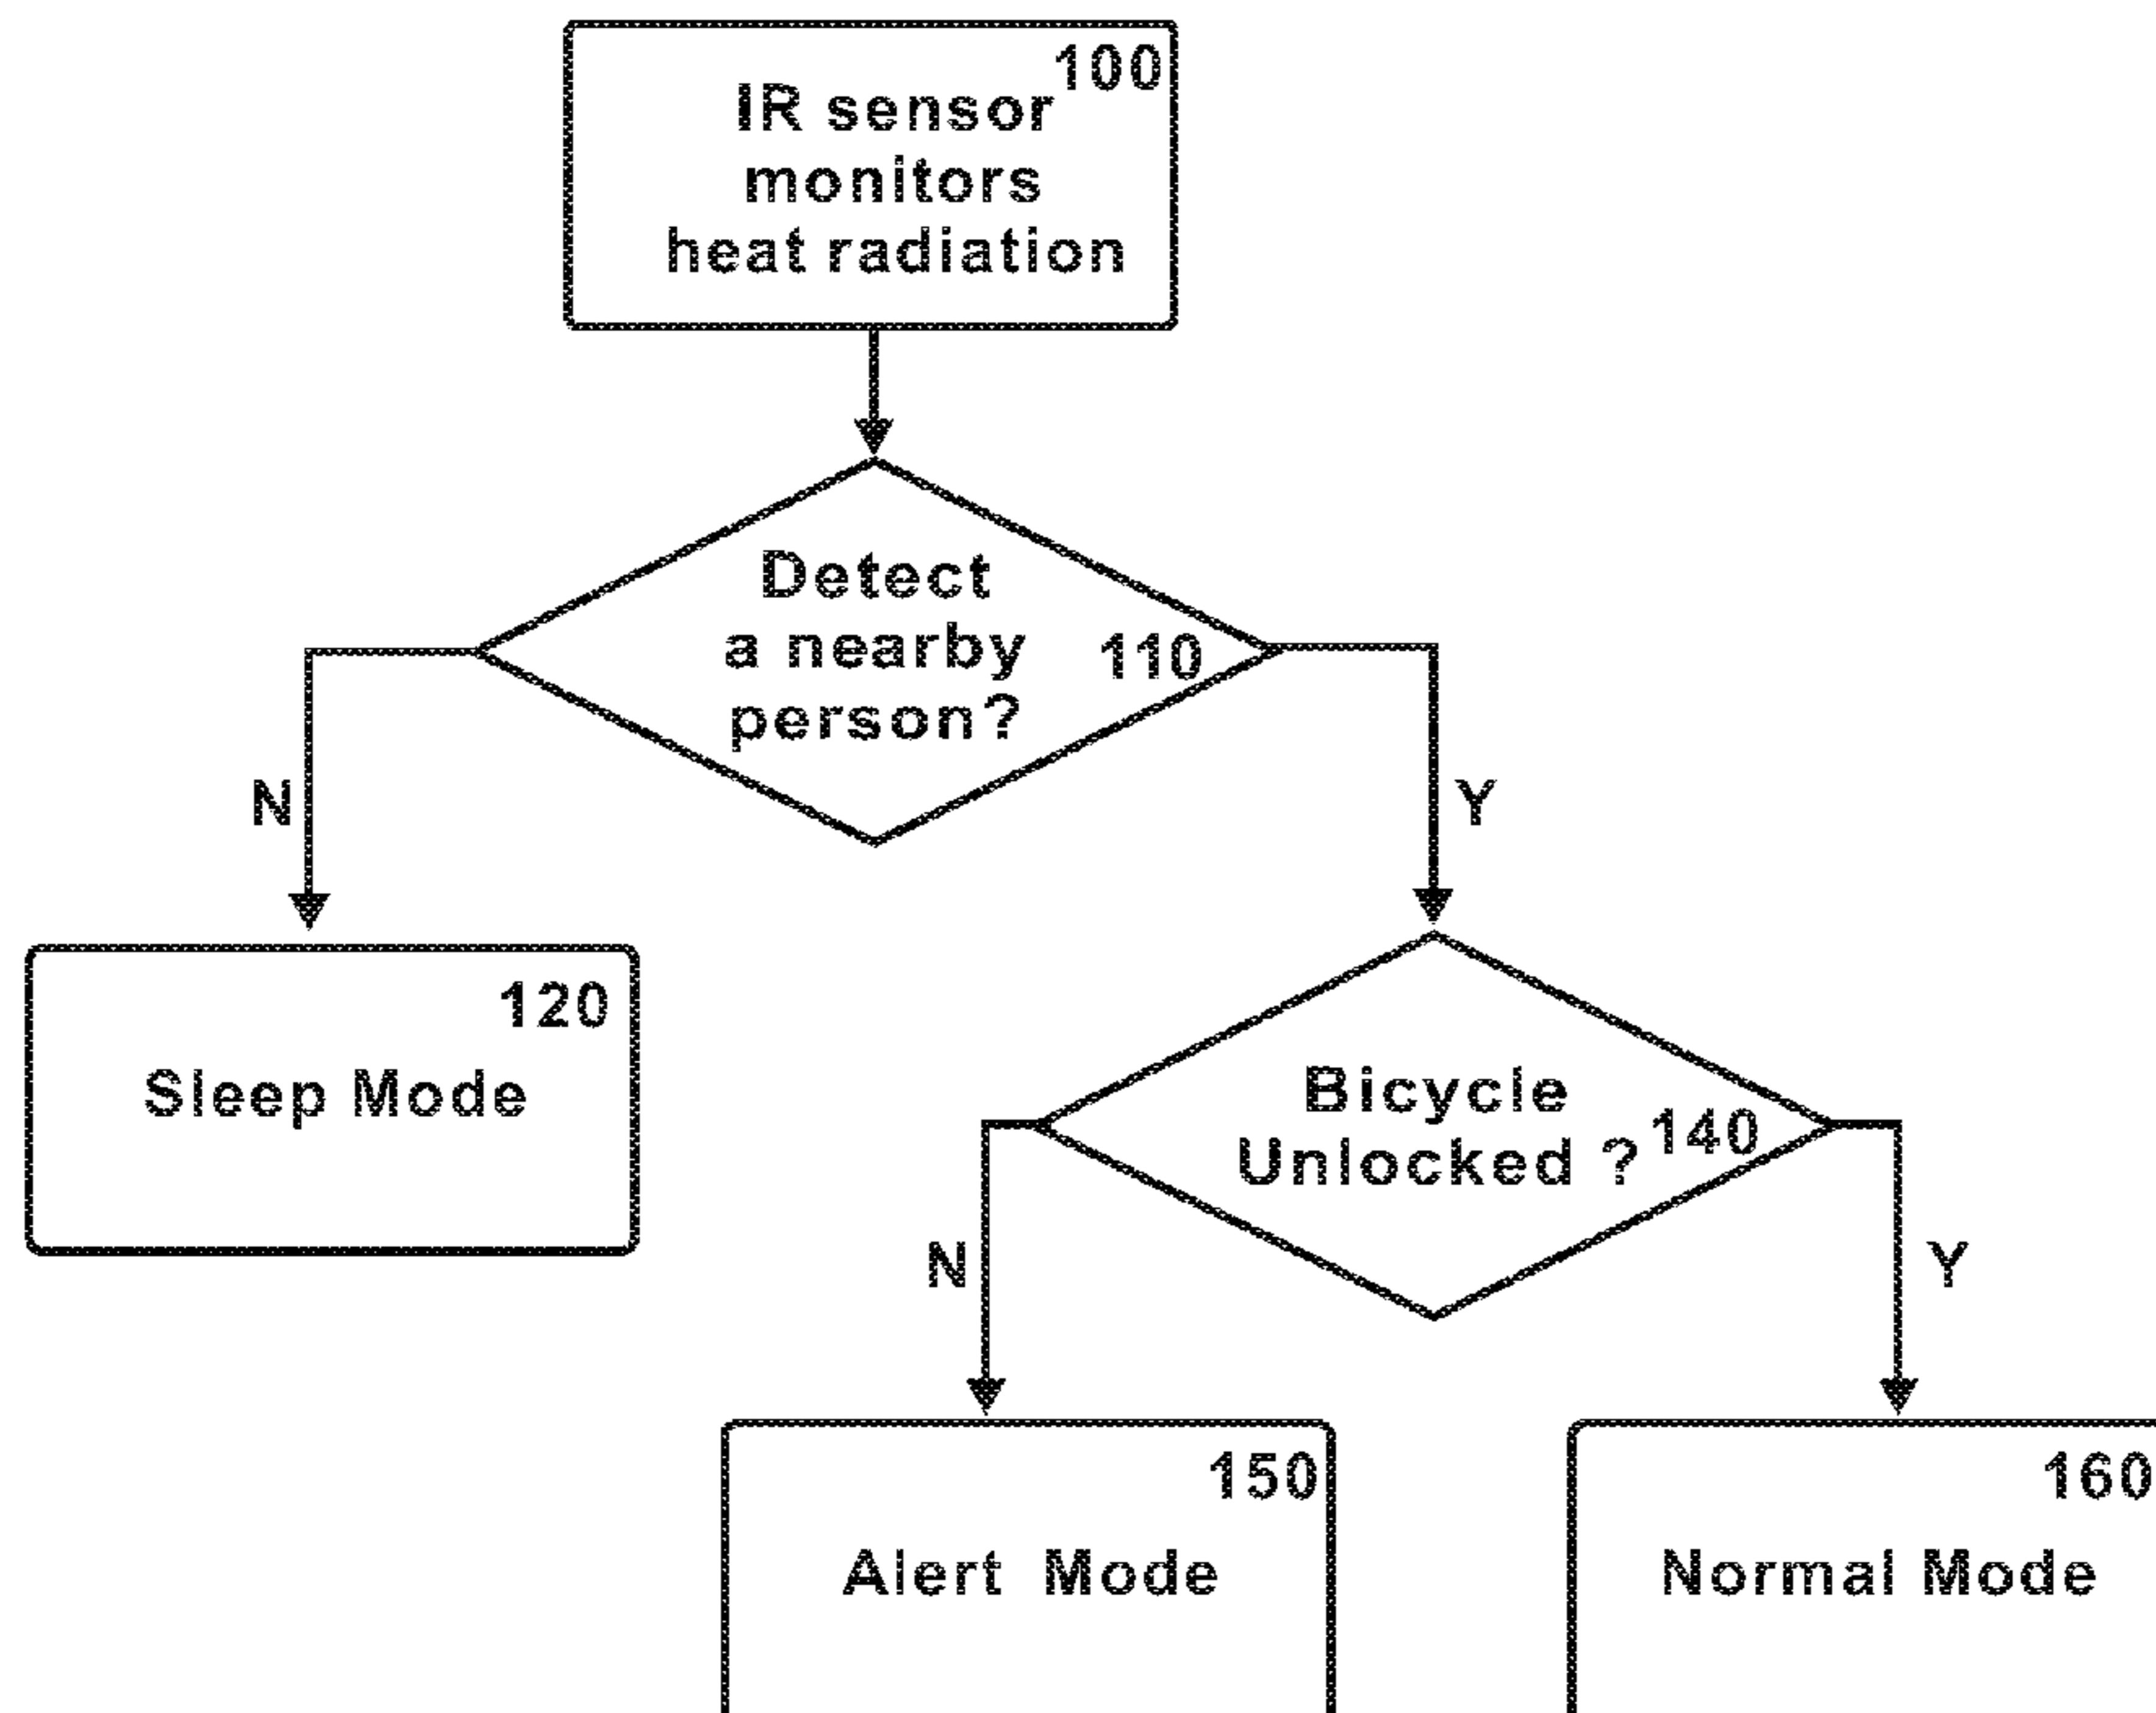 100
IR sensor
monitors
heat radiation
Detect
a nearby
person?
110
N
Y
120
Sleep Mode
Bicycle
Unlocked ?
140
N
Y
150
Alert Mode
160
Normal Mode